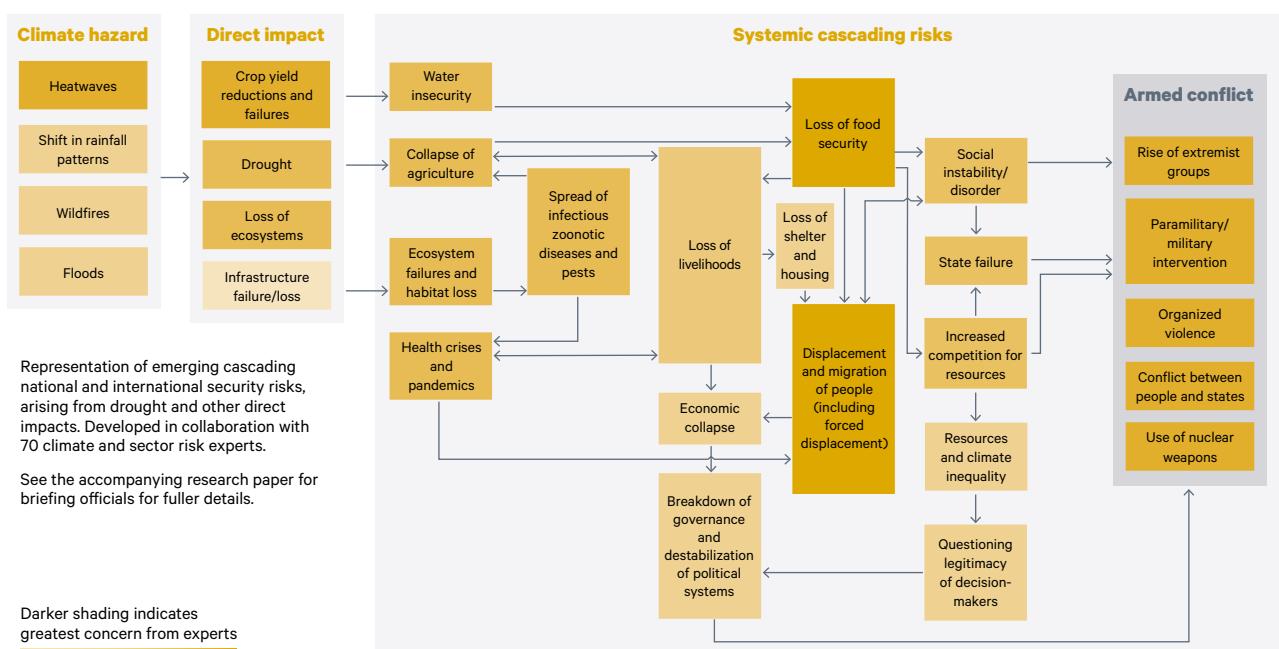 Climate hazard
Heatwaves
Shift in rainfall
patterns
Wildfires
Floods
Direct impact
Crop yield
reductions and
failures
Drought
Loss of
ecosystems
Infrastructure
failure/loss
Systemic cascading risks
Water
insecurity
Collapse of
agriculture
Ecosystem
failures and
habitat loss
Health crises
and
pandemics
Spread of
infectious
zoonotic
diseases and
pests
Loss of
livelihoods
Economic
collapse
Breakdown of
governance
and
destabilization
of political
systems
Loss of food
security
Loss of
shelter
and
housing
Displacement
and migration
of people
(including
forced
displacement)
Social
instability/
disorder
State failure
Increased
competition for
resources
Resources
and climate
inequality
Questioning
legitimacy
of decision-
makers
Armed conflict
Rise of extremist
groups
Paramilitary/
military
intervention
Organized
violence
Conflict between
people and states
Use of nuclear
weapons
Representation of emerging cascading
national and international security risks,
arising from drought and other direct
impacts. Developed in collaboration with
70 climate and sector risk experts.
See the accompanying research paper for
briefing officials for fuller details.
Darker shading indicates
greatest concern from experts